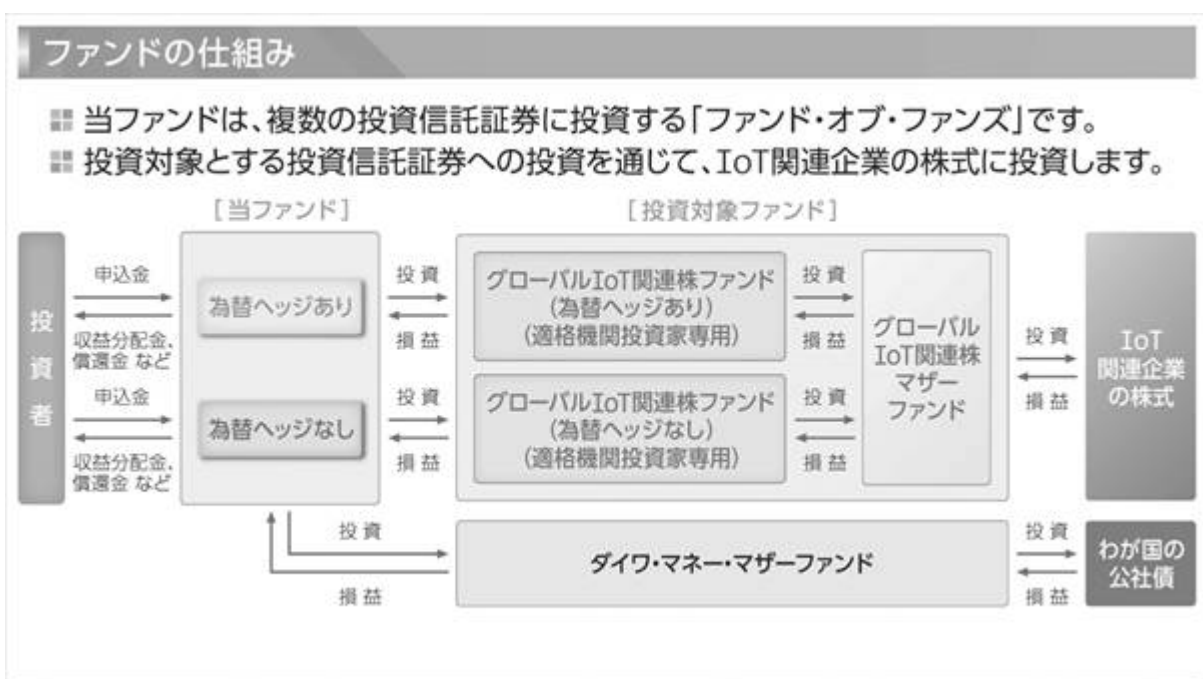 ファンドの仕組み
当ファンドは、複数の投資信託証券に投資する「ファンド・オブ・ファンズ」です。
投資対象とする投資信託証券への投資を通じて、IoT関連企業の株式に投資します。
[当ファンド]
[投資対象ファンド]
投資者
申込金
収益分配金、
償還金 など
申込金
収益分配金、
償還金 など
為替ヘッジあり
為替ヘッジなし
投資
損益
投資
損益
グローバルIoT関連株ファンド
(為替ヘッジあり)
(適格機関投資家専用)
グローバルIoT関連株ファンド
(為替ヘッジなし)
(適格機関投資家専用)
投資
損益
投資
損益
グローバル
IoT関連株
マザー
ファンド
投資
損益
IoT
関連企業
の株式
投資
損益
ダイワ・マネー・マザーファンド
投資
損益
わが国の
公社債